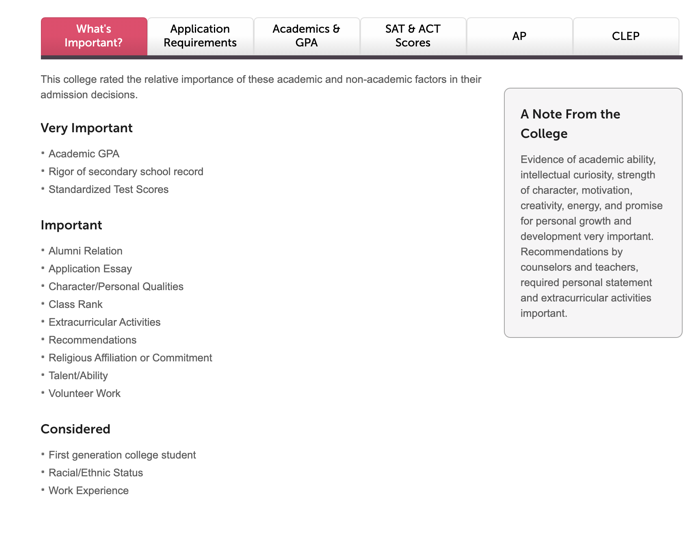 What's
Important?
Application
Requirements
Academics &
GPA
SAT & ACT
Scores
AP
CLEP
This college rated the relative importance of these academic and non-academic factors in their
admission decisions.
Very Important
• Academic GPA
• Rigor of secondary school record
• Standardized Test Scores
Important
• Alumni Relation
• Application Essay
• Character/Personal Qualities
• Class Rank
• Extracurricular Activities
• Recommendations
• Religious Affiliation or Commitment
• Talent/Ability
• Volunteer Work
Considered
• First generation college student
• Racial/Ethnic Status
• Work Experience
A Note From the
College
Evidence of academic ability,
intellectual curiosity, strength
of character, motivation,
creativity, energy, and promise
for personal growth and
development very important.
Recommendations by
counselors and teachers,
required personal statement
and extracurricular activities
important.